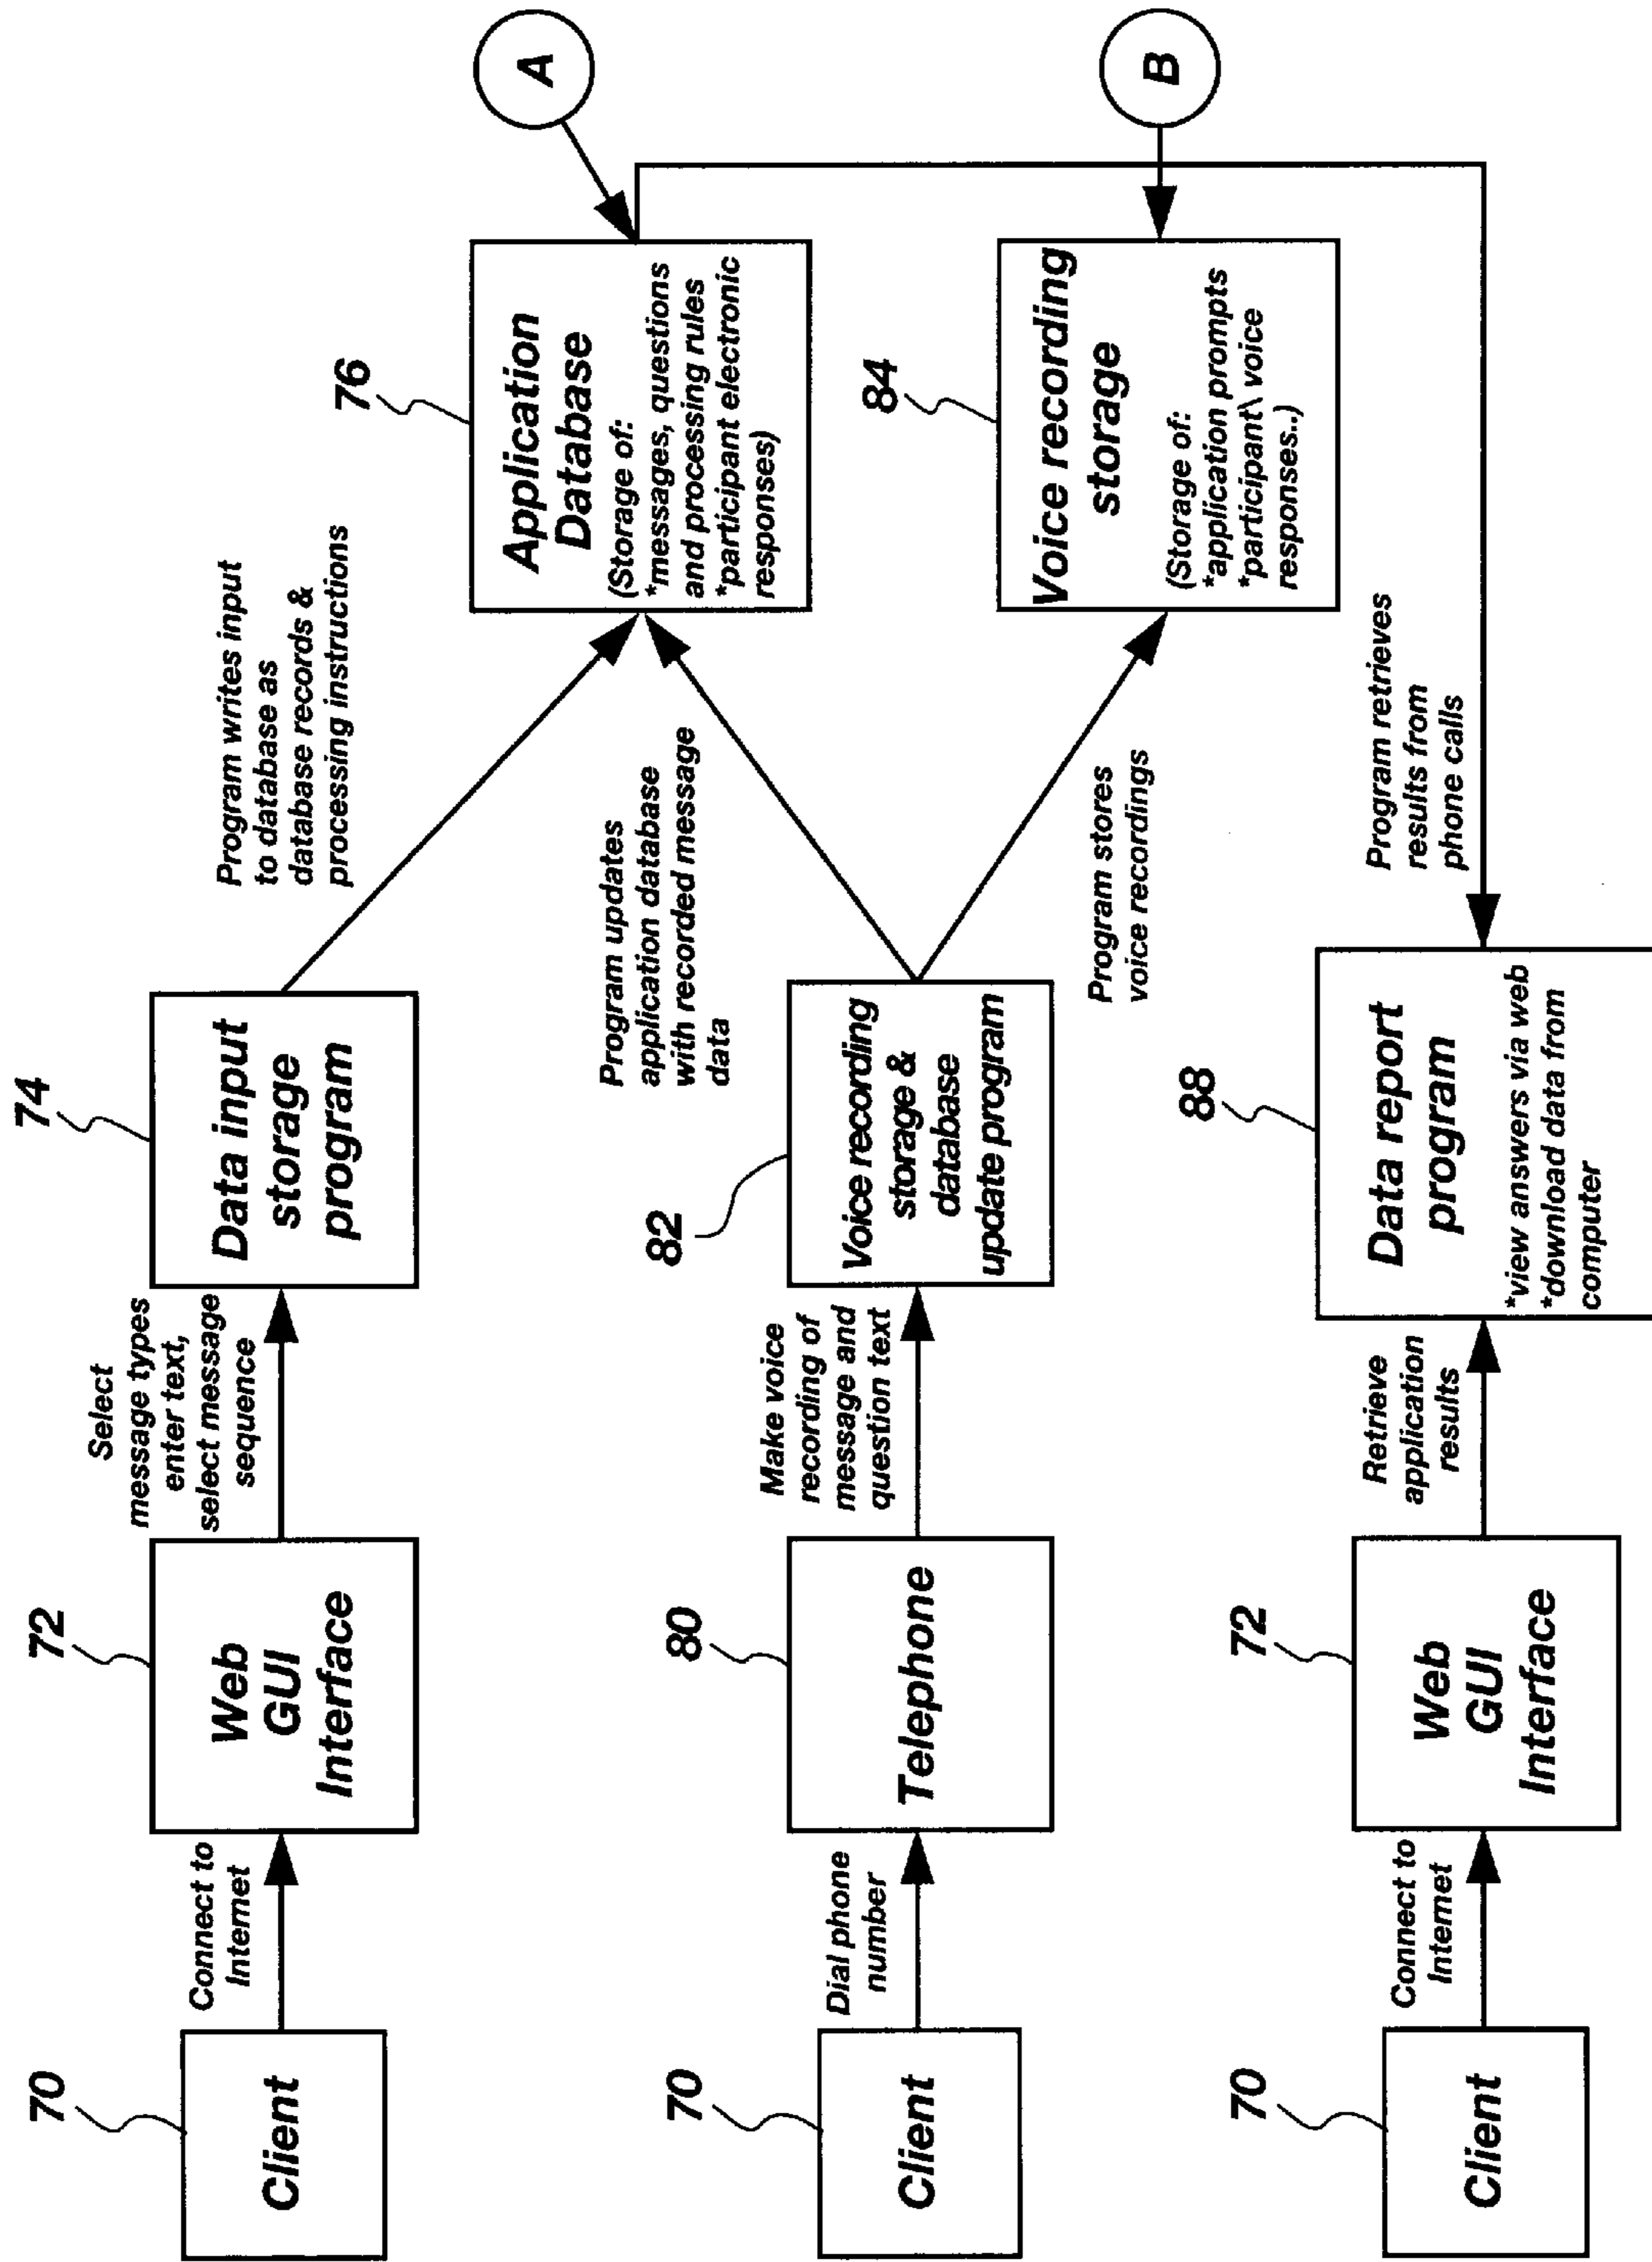 70
Client
Connect to
Internet
72
Web
GUI
Interface
Select
message types
enter text,
select message
sequence
74
Data input
storage
program
Program writes input
to database as
database records &
processing instructions
76
Application
Database
(Storage of:
*messages, questions
and processing rules
*participant electronic
responses)
A
70
Client
Dial phone
number
80
Telephone
Make voice
recording of
message and
question text
82
Voice recording
storage &
database
update program
Program updates
application database
with recorded message
data
Program stores
voice recordings
84
Voice recording
storage
(Storage of:
*application prompts
*participant\ voice
responses..)
B
70
Client
Connect to
Internet
72
Web
GUI
Interface
Retrieve
application
results
88
Data report
program
*view answers via web
*download data from
computer
Program retrieves
results from
phone calls